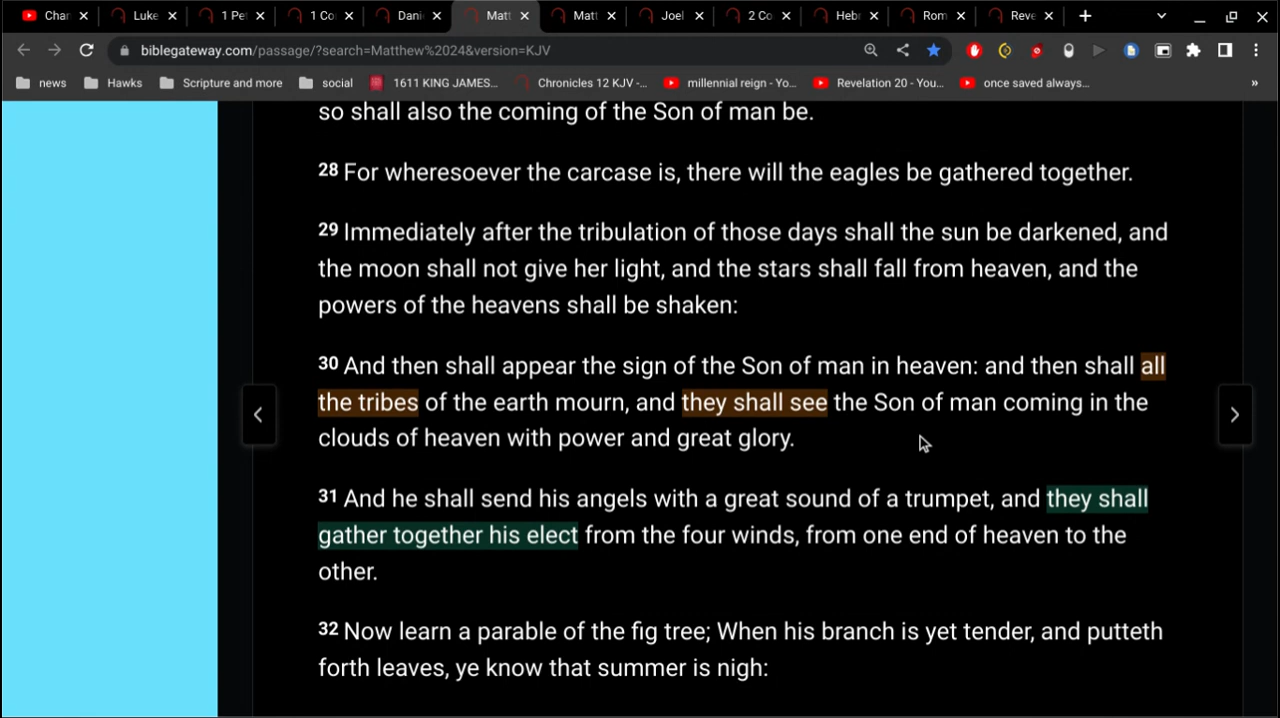 Chan Luke 1 Pe 1 Co Dani Matt Matt Joel 2 Co Hebr Rom Reve
biblegateway.com/passage/?search=Matthew%2024&version=KJV
news Hawks Scripture and more social 1611 KING JAMES... Chronicles 12 KJV -... millennial reign - Yo... Revelation 20 - You... once saved always... »
so shall also the coming of the Son of man be.
28 For wheresoever the carcase is, there will the eagles be gathered together.
29 Immediately after the tribulation of those days shall the sun be darkened, and
the moon shall not give her light, and the stars shall fall from heaven, and the
powers of the heavens shall be shaken:
30 And then shall appear the sign of the Son of man in heaven: and then shall all
the tribes of the earth mourn, and they shall see the Son of man coming in the
clouds of heaven with power and great glory.
31 And he shall send his angels with a great sound of a trumpet, and they shall
gather together his elect from the four winds, from one end of heaven to the
other.
32 Now learn a parable of the fig tree; When his branch is yet tender, and putteth
forth leaves, ye know that summer is nigh: